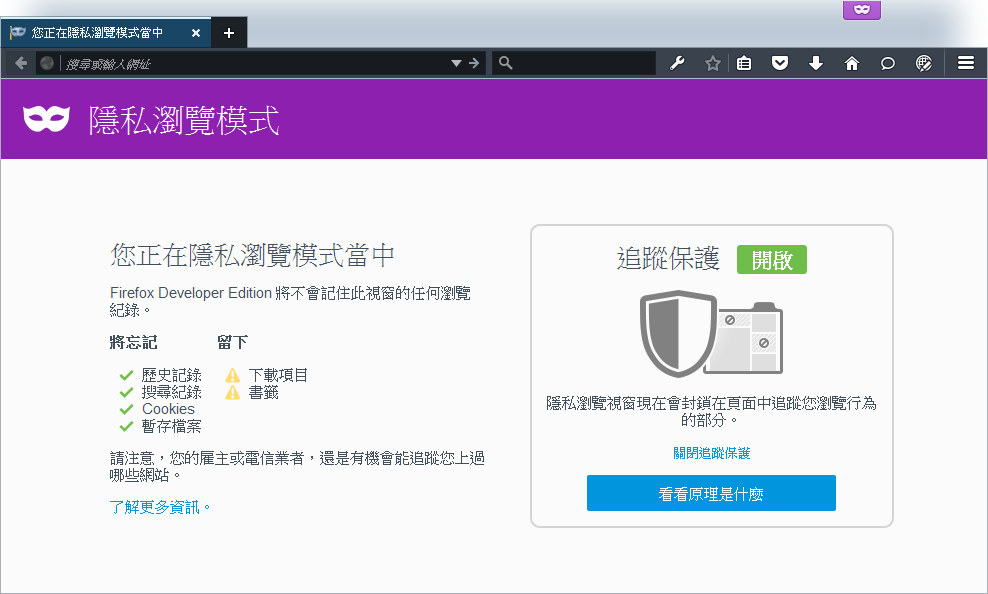 您正在隱私瀏覽模式當中
搜尋或輸入網址
隱私瀏覽模式
您正在隱私瀏覽模式當中
Firefox Developer Edition 將不會記住此視窗的任何瀏覽
紀錄。
將忘記 留下
歷史記錄 下載項目
搜尋紀錄 書籤
Cookies
暫存檔案
請注意，您的雇主或電信業者，還是有機會能追蹤您上過
哪些網站。
了解更多資訊。
追蹤保護 開啟
隱私瀏覽視窗現在會封鎖在頁面中追蹤您瀏覽行為
的部分。
關閉追蹤保護
看看原理是什麼